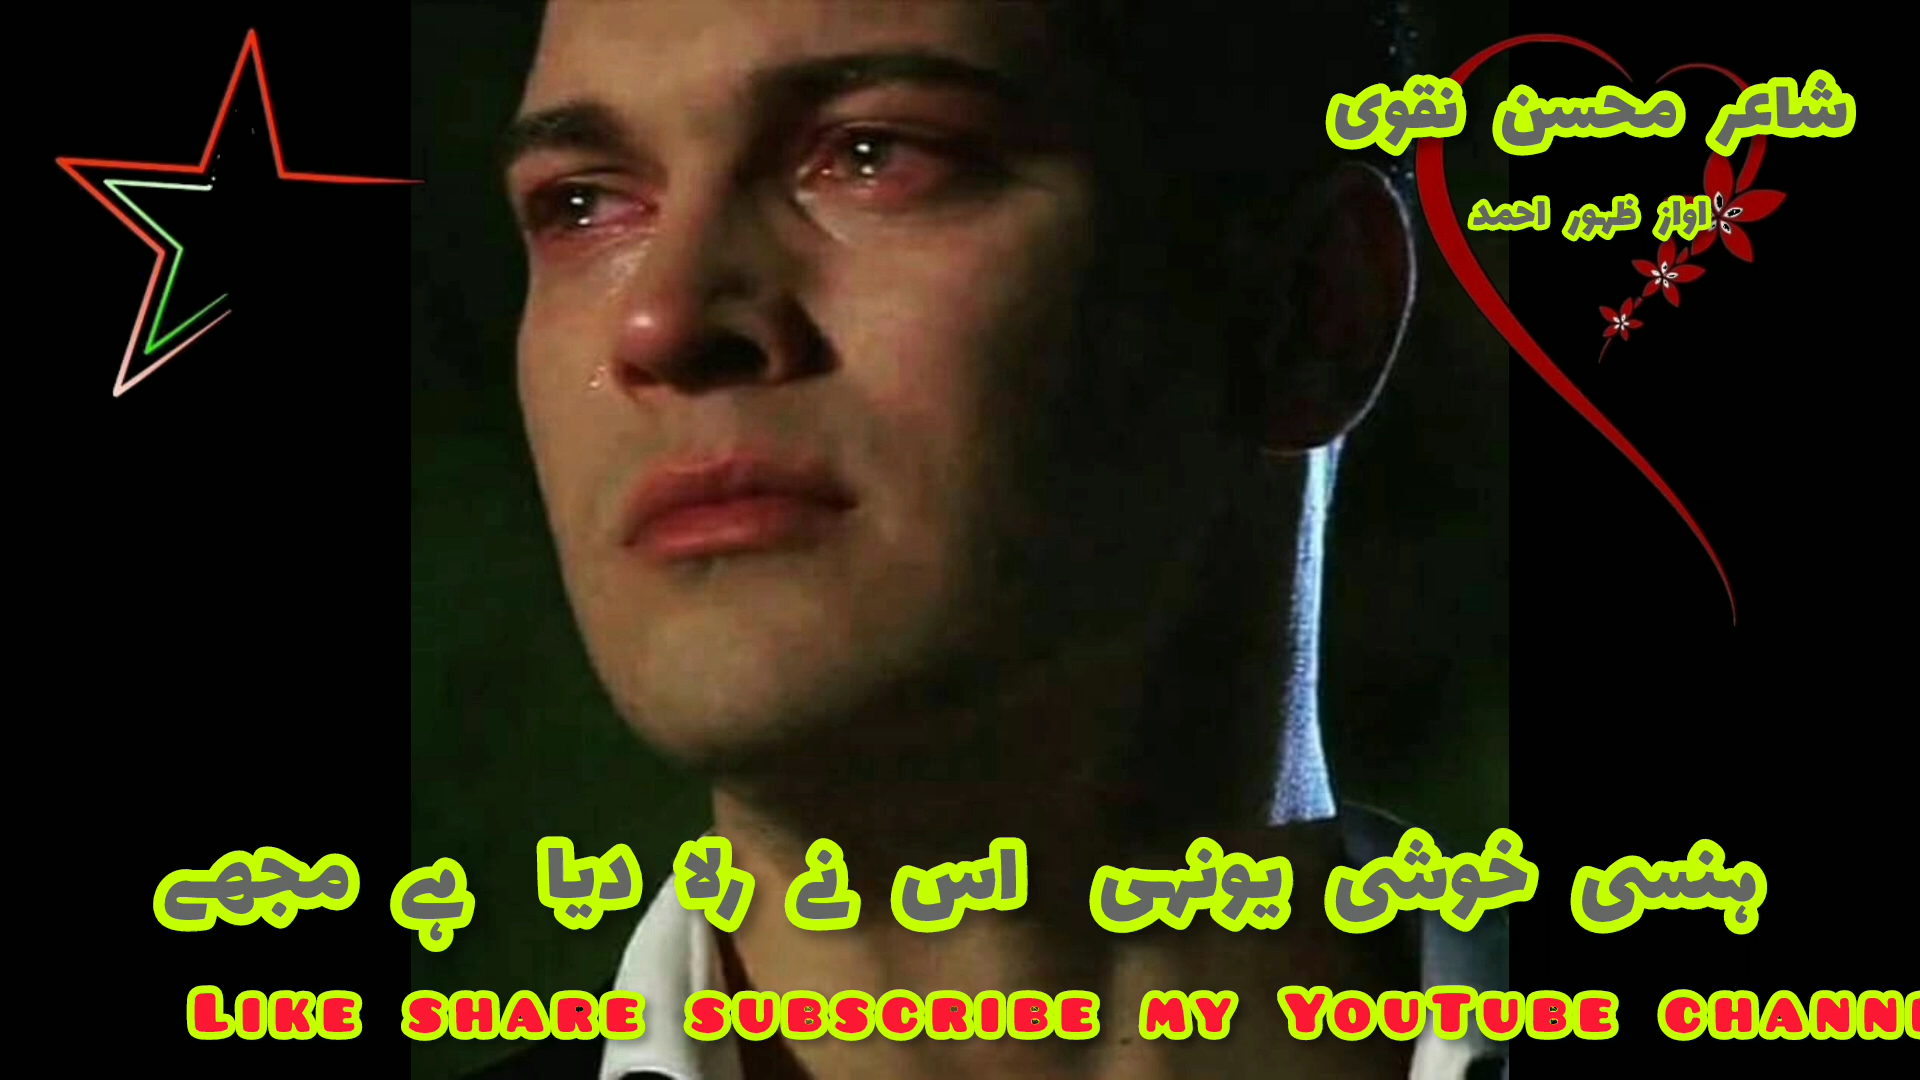 شاعر محسن نقوی
اواز ظہور احمد
ہنسی خوشی یونہی اس نے رلا دیا ہے مجھے
Like share subscribe my YouTube channe